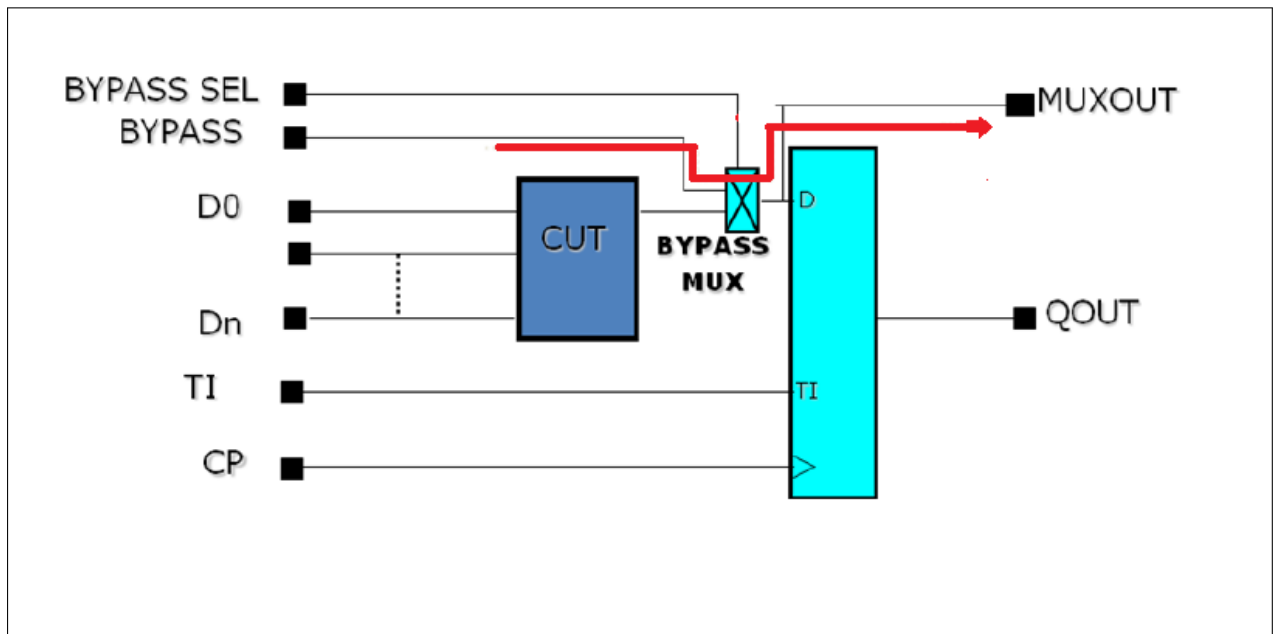 BYPASS SEL
MUXOUT
BYPASS
D0
CUT
D
BYPASS
MUX
Dn
QOUT
TI
TI
CP